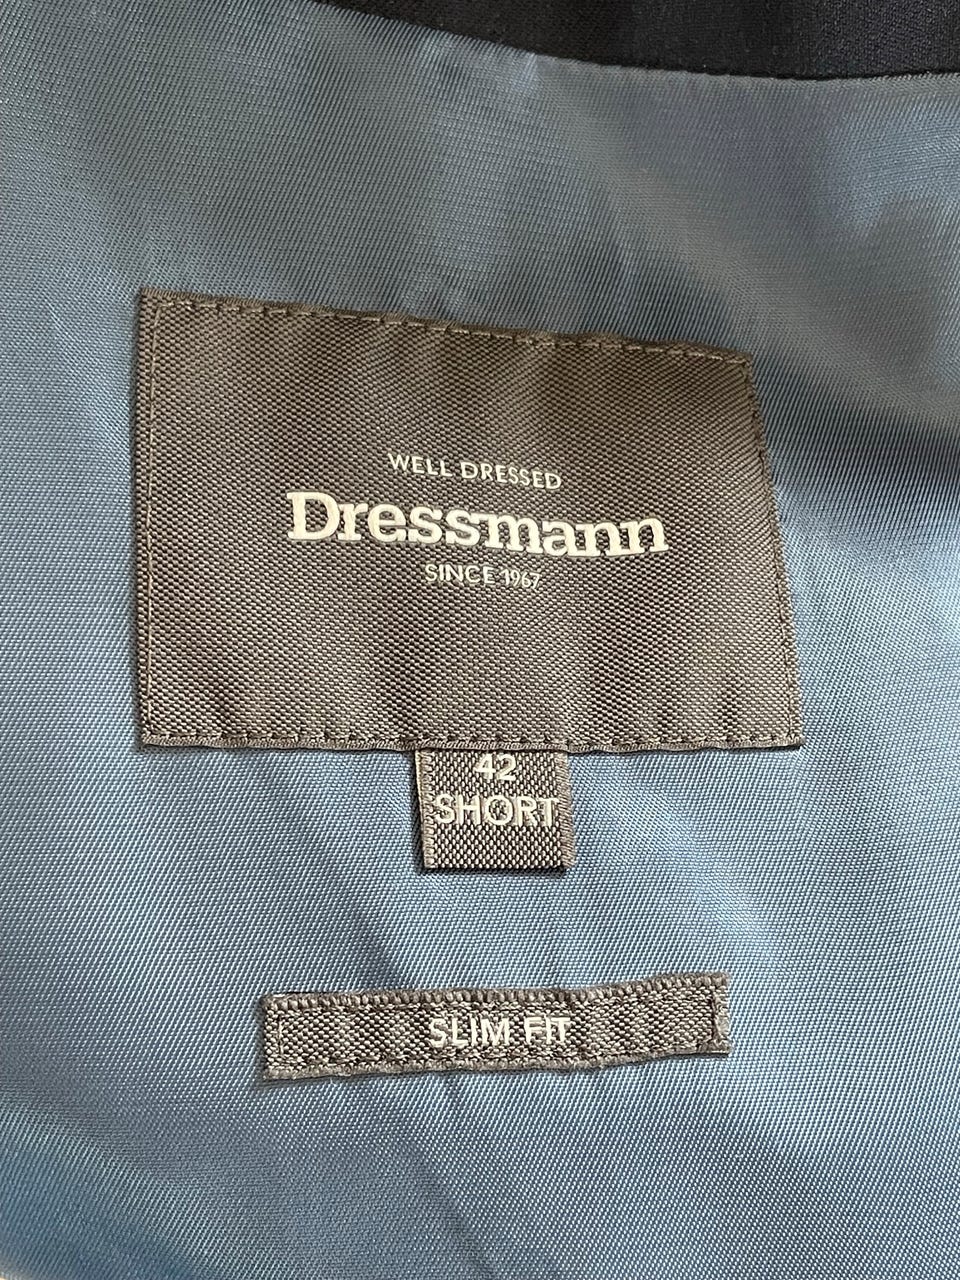 WELL DRESSED
Dressmann
SINCE 1967
42
SHORT
SLIM FIT